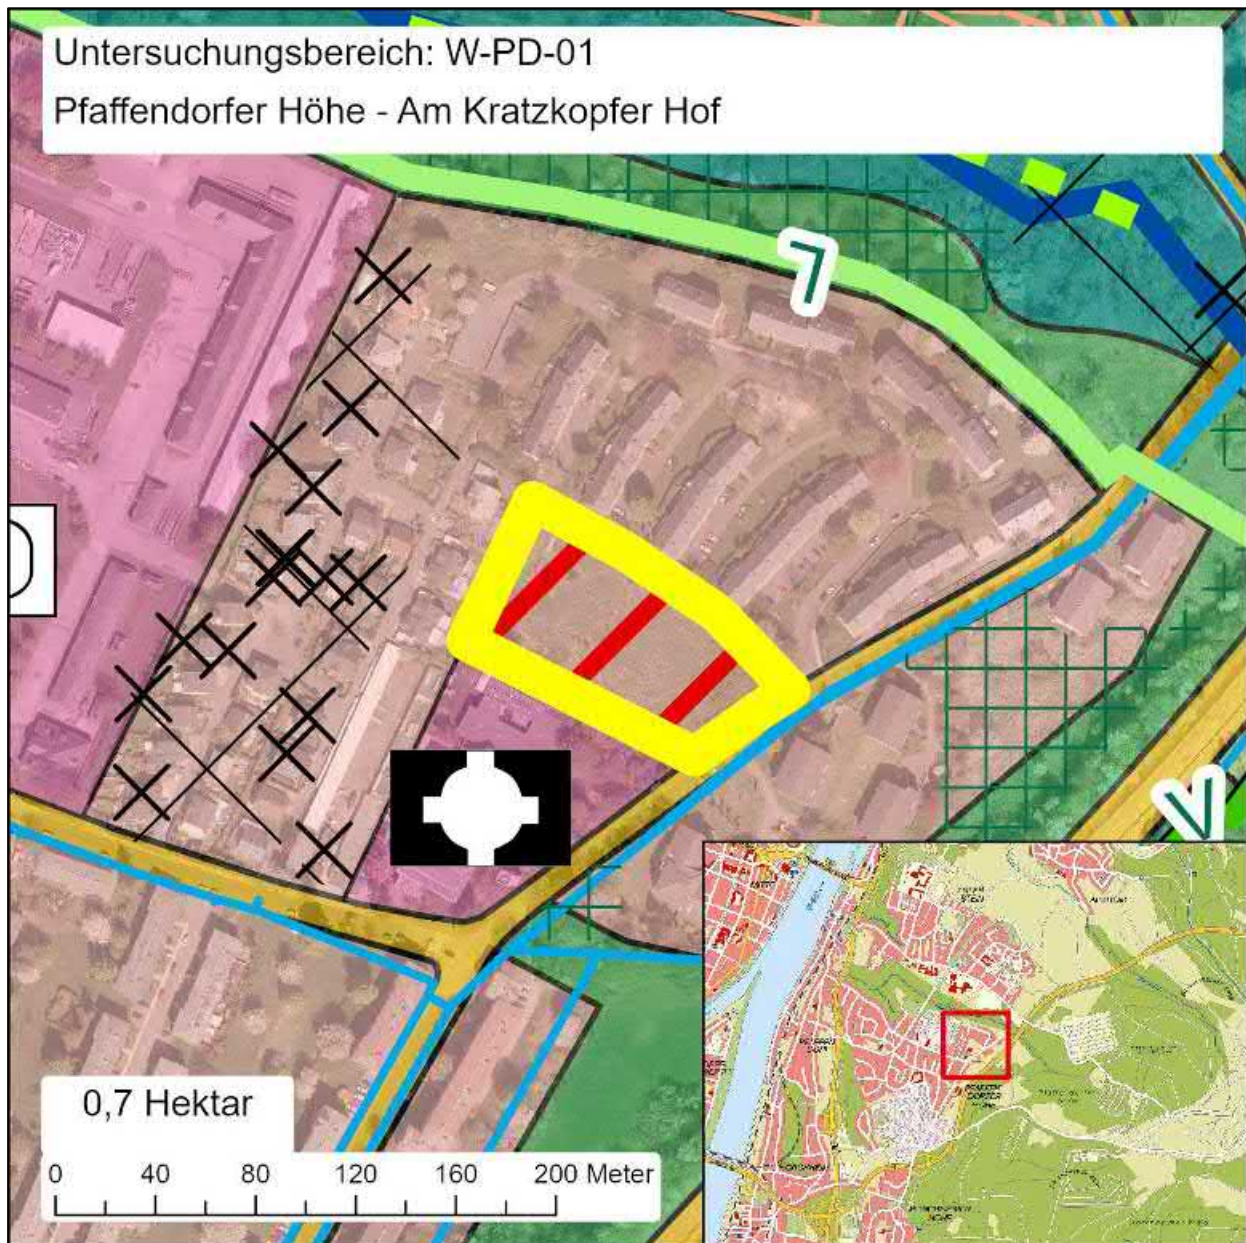 Untersuchungsbereich: W-PD-01
Pfaffendorfer Höhe - Am Kratzkopfer Hof
0,7 Hektar
0 40 80 120 160 200 Meter